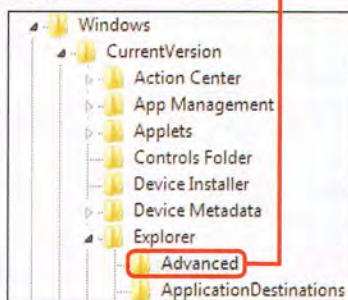 Windows
CurrentVersion
Action Center
App Management
Applets
Controls Folder
Device Installer
Device Metadata
Explorer
Advanced
ApplicationDestinations